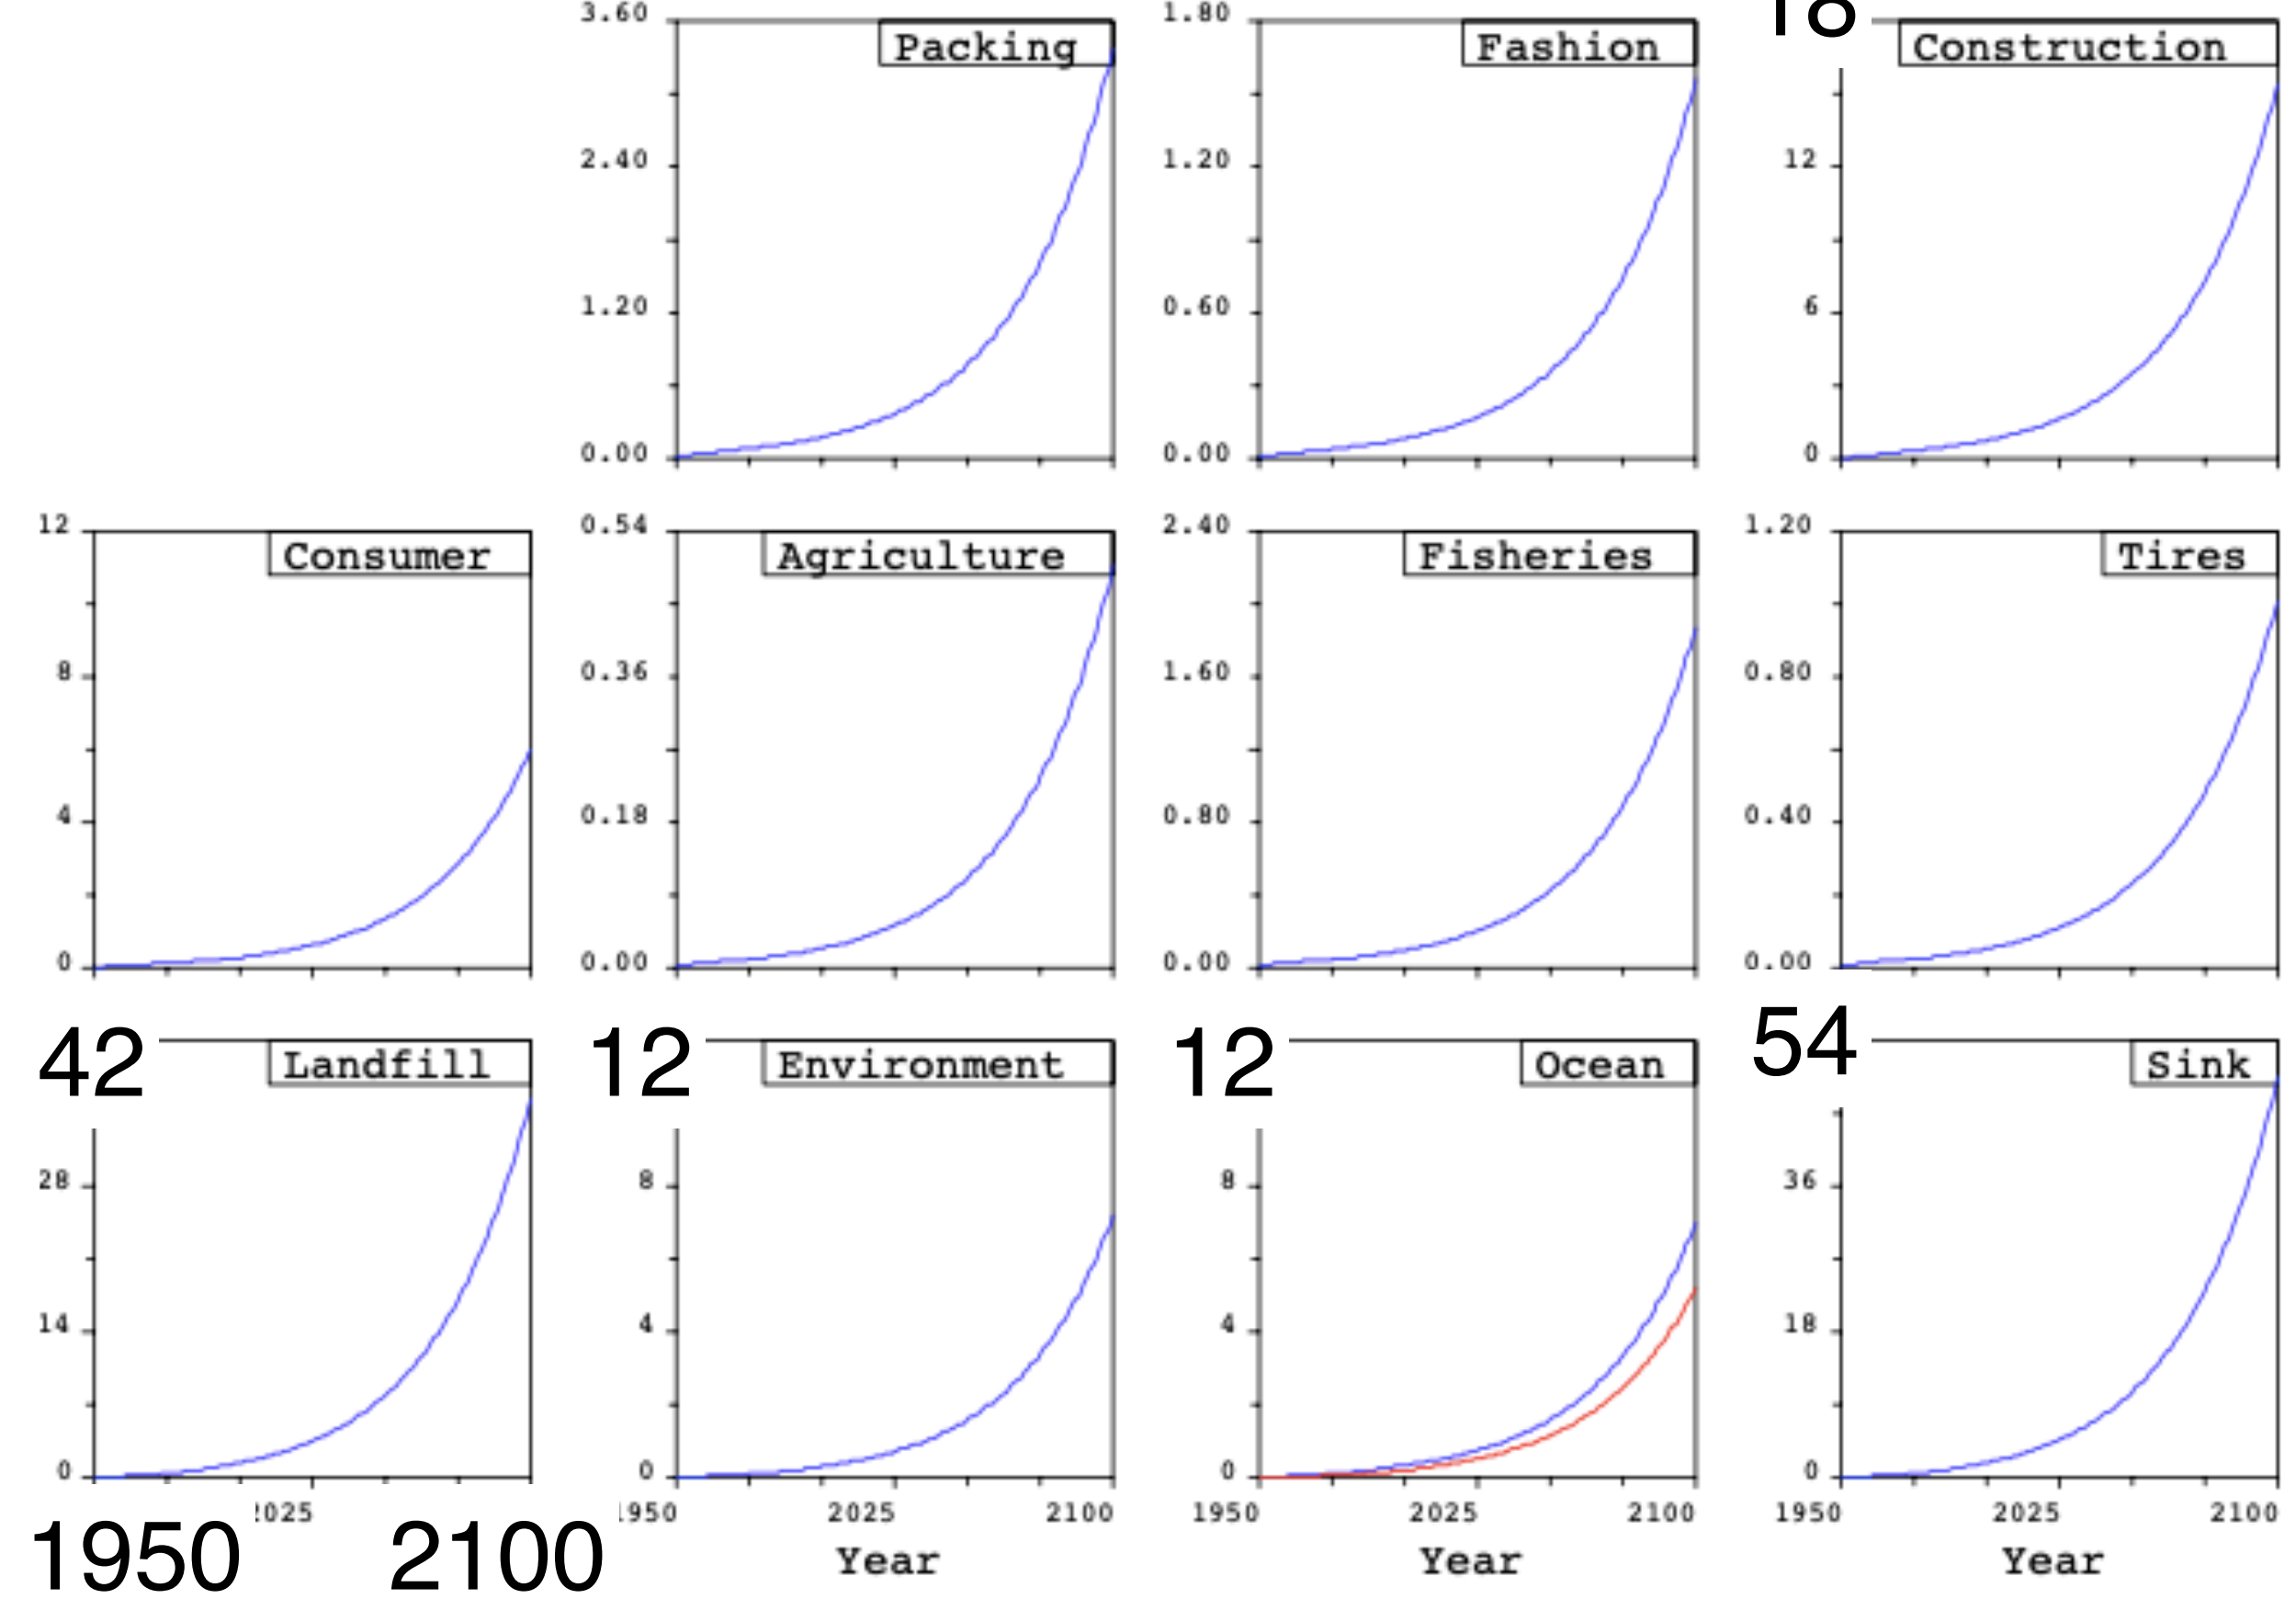 3.60 Packing 1.80 Fashion 18 Construction
2.40 1.20 12
1.20 0.60 6
0.00 0.00 0
12 Consumer 0.54 Agriculture 2.40 Fisheries 1.20 Tires
8 0.36 1.60 0.80
4 0.18 0.80 0.40
0 0.00 0.00 0.00
42 Landfill 12 Environment 12 Ocean 54 Sink
28 8 8 36
14 4 4 18
0 0 0 0
2025 1950 2025 2100 1950 2025 2100 1950 2025 2100
1950 2100 Year Year Year